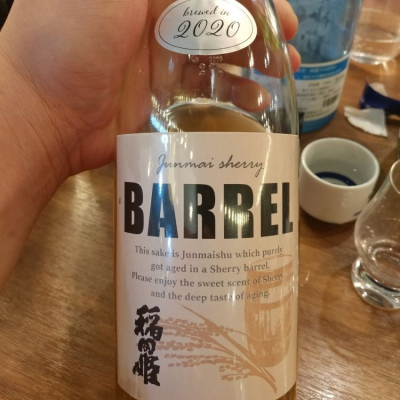 brewed in
2020
Junmai sherry
BARREL
This sake is Junmaishu which purely
got aged in a Sherry barrel.
Please enjoy the sweet scent of Sherry
and the deep taste of aging.
稲田姫